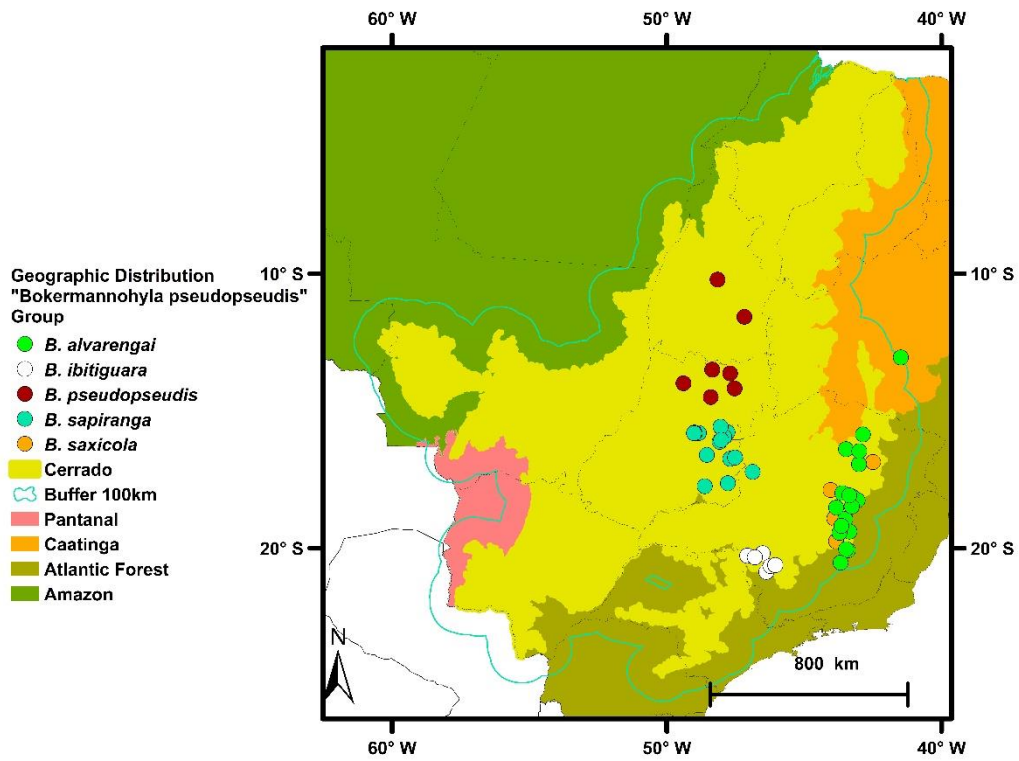 60° W 50° W 40° W
10° S 10° S
Geographic Distribution
"Bokermannohyla pseudopseudis"
Group
B. alvarengai
B. ibitiguara
B. pseudopseudis
B. sapiranga
B. saxicola
Cerrado
Buffer 100km
Pantanal
Caatinga
20° S 20° S
Atlantic Forest
Amazon
N
800 km
60° W 50° W 40° W